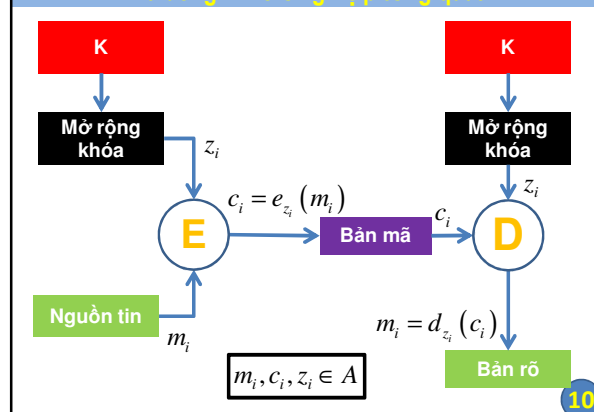 K
K
Mở rộng
khóa
Mở rộng
khóa
z_i
z_i
c_i = e_{z_i}(m_i)
c_i
E
Bản mã
D
Nguồn tin
m_i
m_i = d_{z_i}(c_i)
m_i, c_i, z_i ∈ A
Bản rõ
10